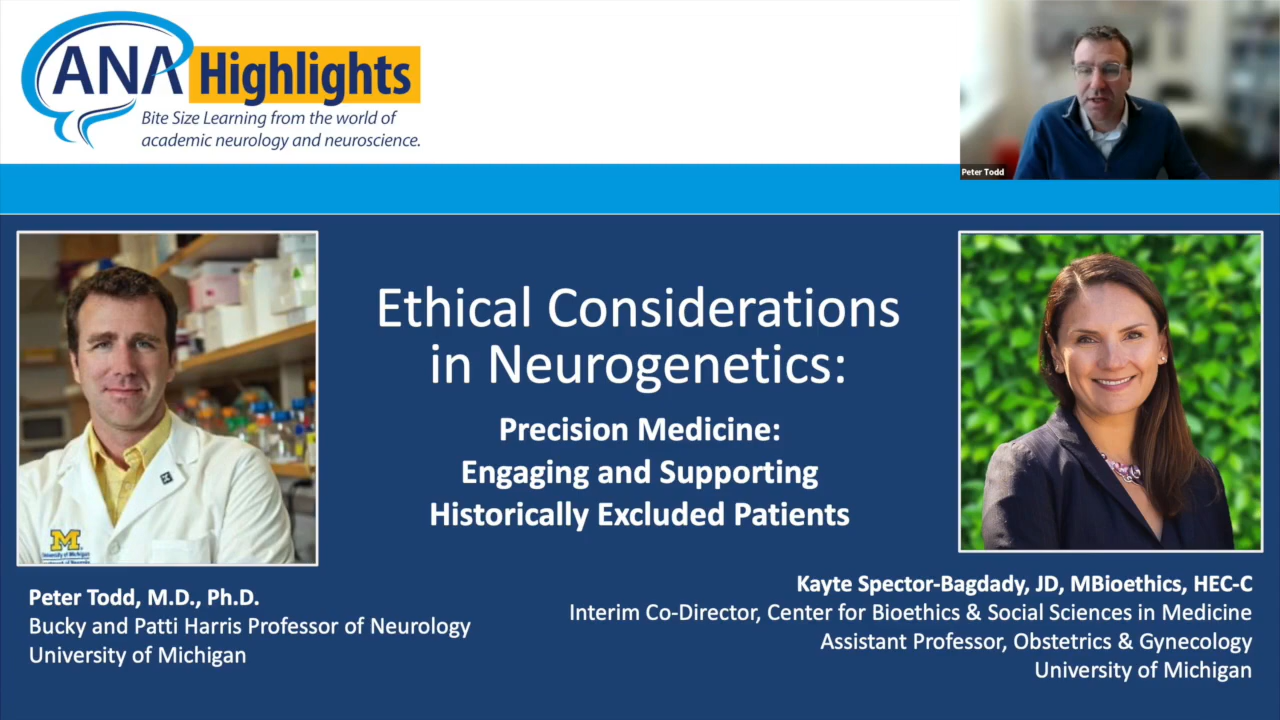 ANA Highlights
Bite Size Learning from the world of
academic neurology and neuroscience.
Peter Todd
Ethical Considerations
in Neurogenetics:
Precision Medicine:
Engaging and Supporting
Historically Excluded Patients
M
University of Michigan
Peter Todd, M.D., Ph.D.
Bucky and Patti Harris Professor of Neurology
University of Michigan
Kayte Spector-Bagdady, JD, MBioethics, HEC-C
Interim Co-Director, Center for Bioethics & Social Sciences in Medicine
Assistant Professor, Obstetrics & Gynecology
University of Michigan